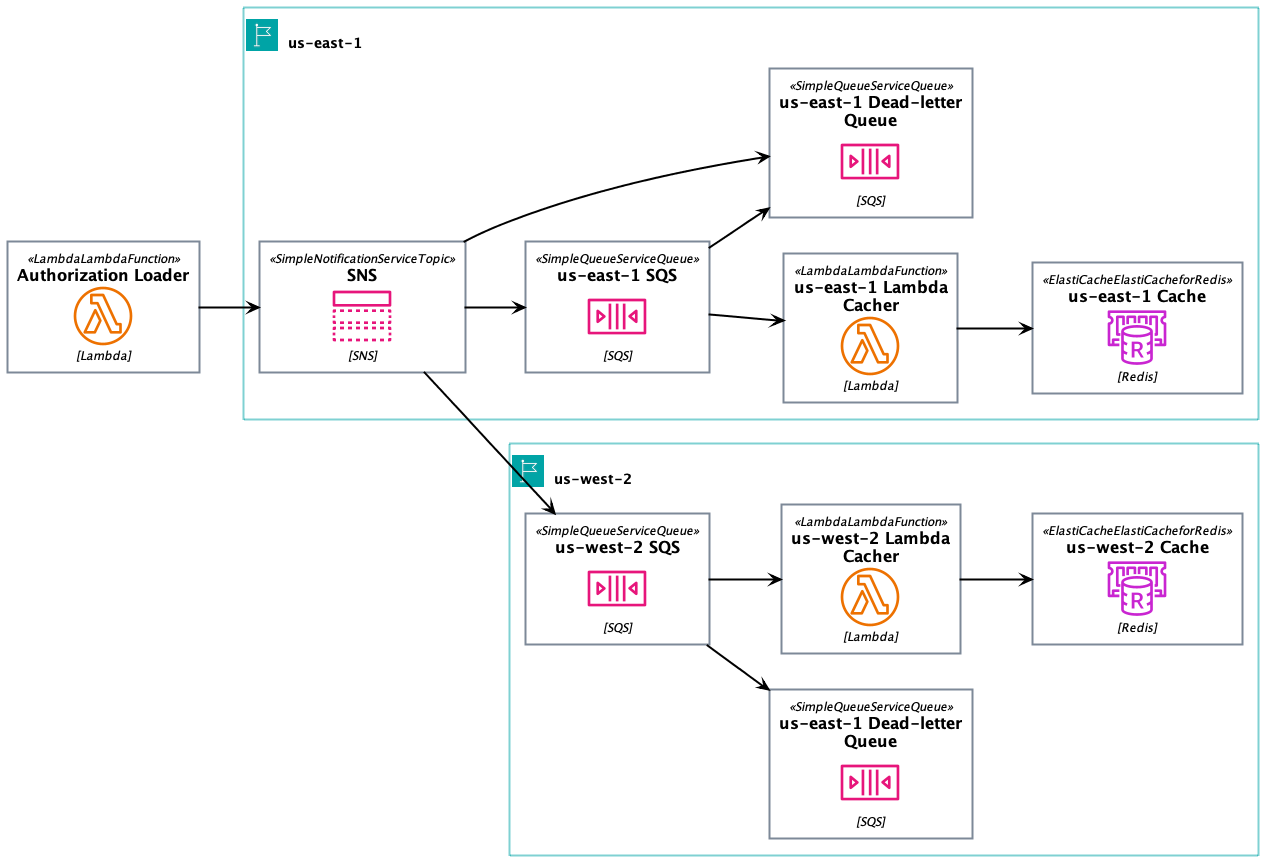 us-east-1
«SimpleQueueServiceQueue»
us-east-1 Dead-letter
Queue
[SQS]
«LambdaLambdaFunction»
Authorization Loader
[Lambda]
«SimpleNotificationServiceTopic»
SNS
[SNS]
«SimpleQueueServiceQueue»
us-east-1 SQS
[SQS]
«LambdaLambdaFunction»
us-east-1 Lambda
Cacher
[Lambda]
«ElastiCacheElastiCacheforRedis»
us-east-1 Cache
R
[Redis]
us-west-2
«SimpleQueueServiceQueue»
us-west-2 SQS
[SQS]
«LambdaLambdaFunction»
us-west-2 Lambda
Cacher
[Lambda]
«ElastiCacheElastiCacheforRedis»
us-west-2 Cache
R
[Redis]
«SimpleQueueServiceQueue»
us-east-1 Dead-letter
Queue
[SQS]